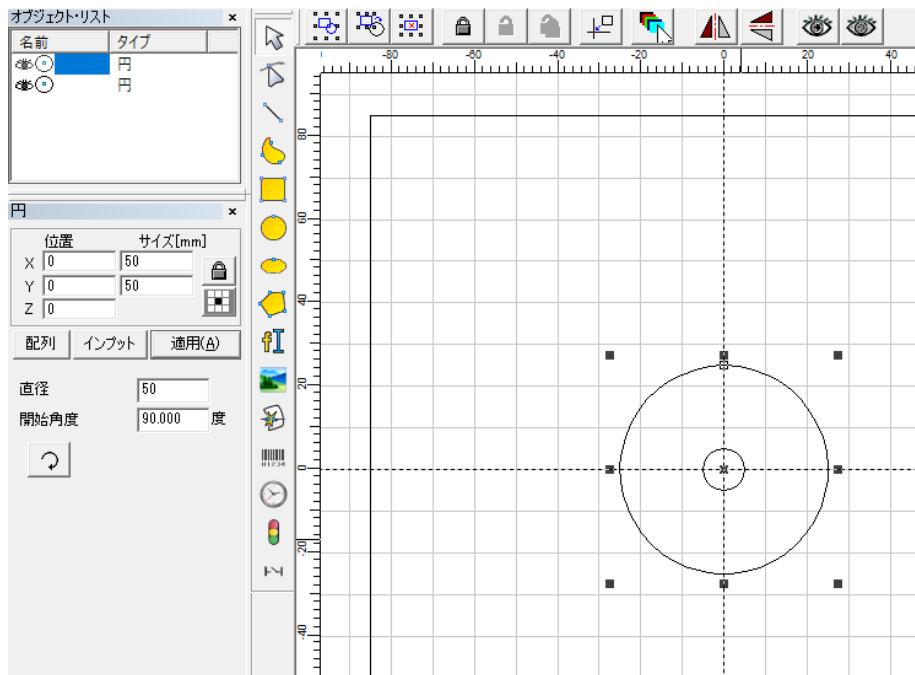 オブジェクト・リスト ×
名前 タイプ
円
円
円 ×
位置 サイズ[mm]
X 0 50
Y 0 50
Z 0
配列 インプット 適用(A)
直径 50
開始角度 90.000 度
-80 -60 -40 -20 0 20 40
80
60
40
20
0
-20
-40